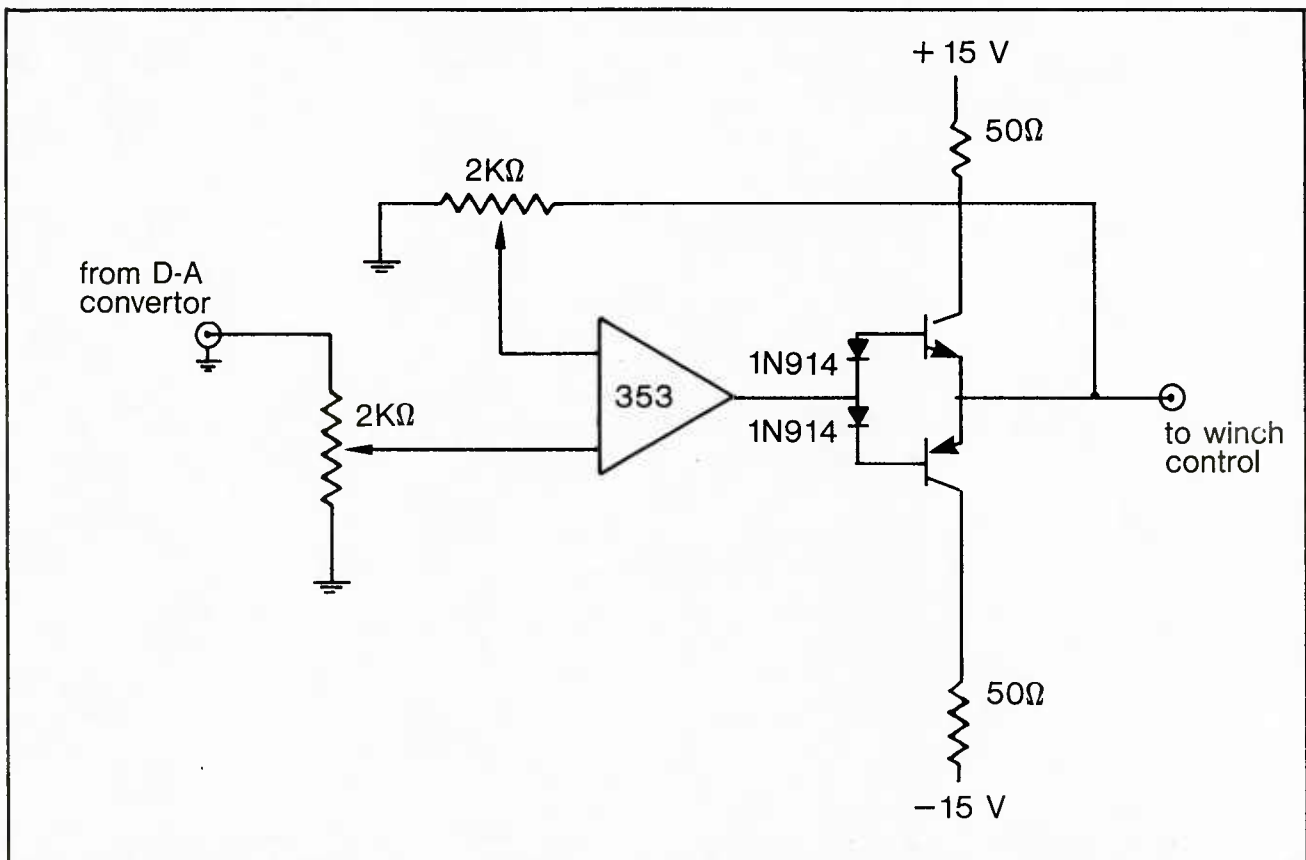 + 15 V
50Ω
2KΩ
from D-A
convertor
2KΩ
353
1N914
1N914
to winch
control
50Ω
−15 V